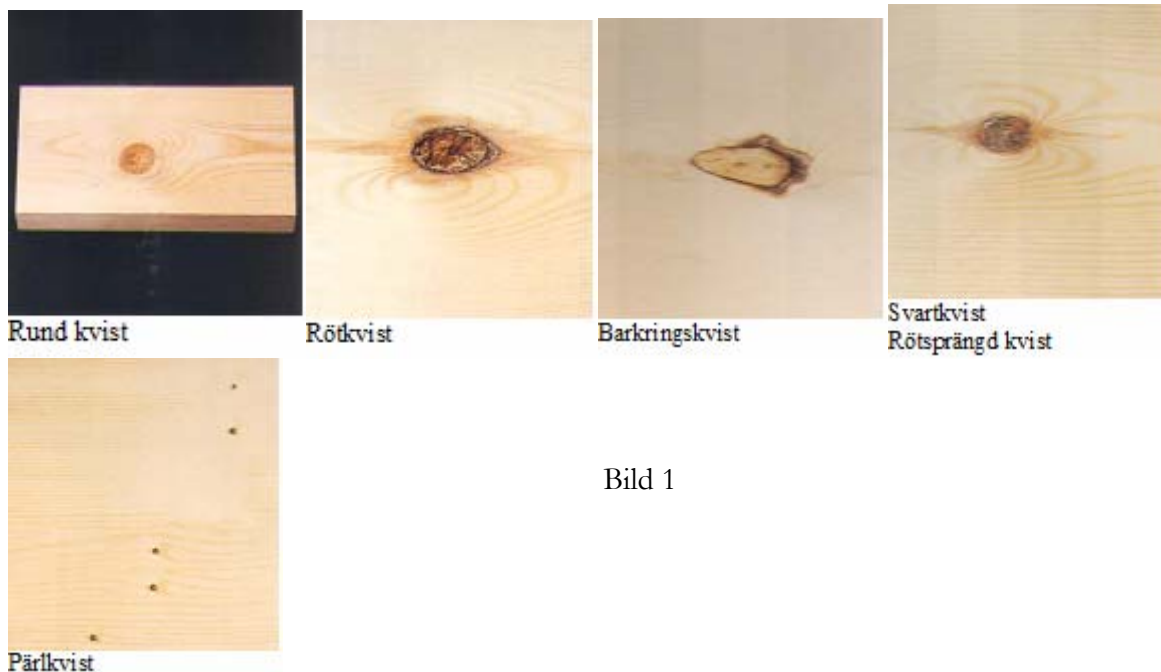 Rund kvist
Rötkvist
Barkringskvist
Svartkvist
Rötsprängd kvist
Bild 1
Pärlkvist